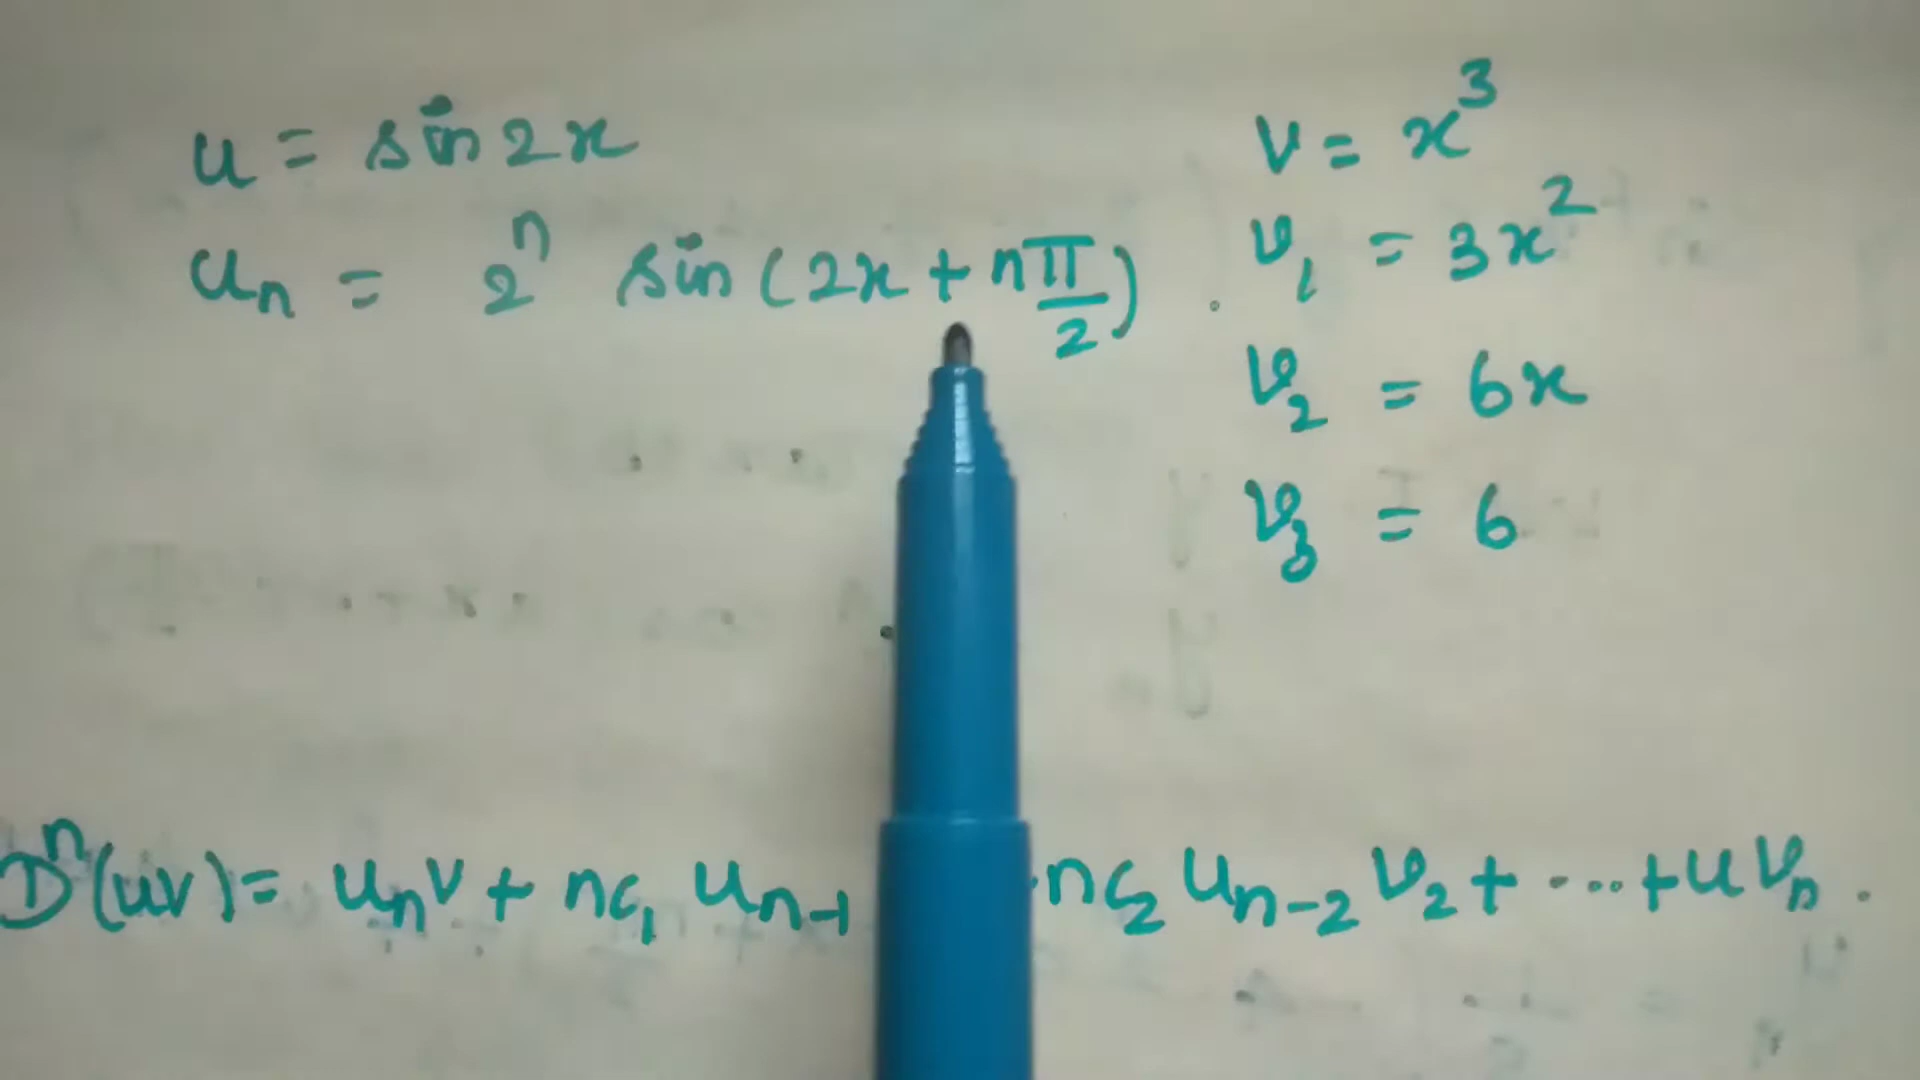 u = sin 2x
uₙ = 2ⁿ sin (2x + nπ/2) .
v = x³
v₁ = 3x²
v₂ = 6x
v₃ = 6
Dⁿ(uv) = uₙv + nc₁ uₙ₋₁ nc₂ uₙ₋₂ v₂ + ... + u vₙ .